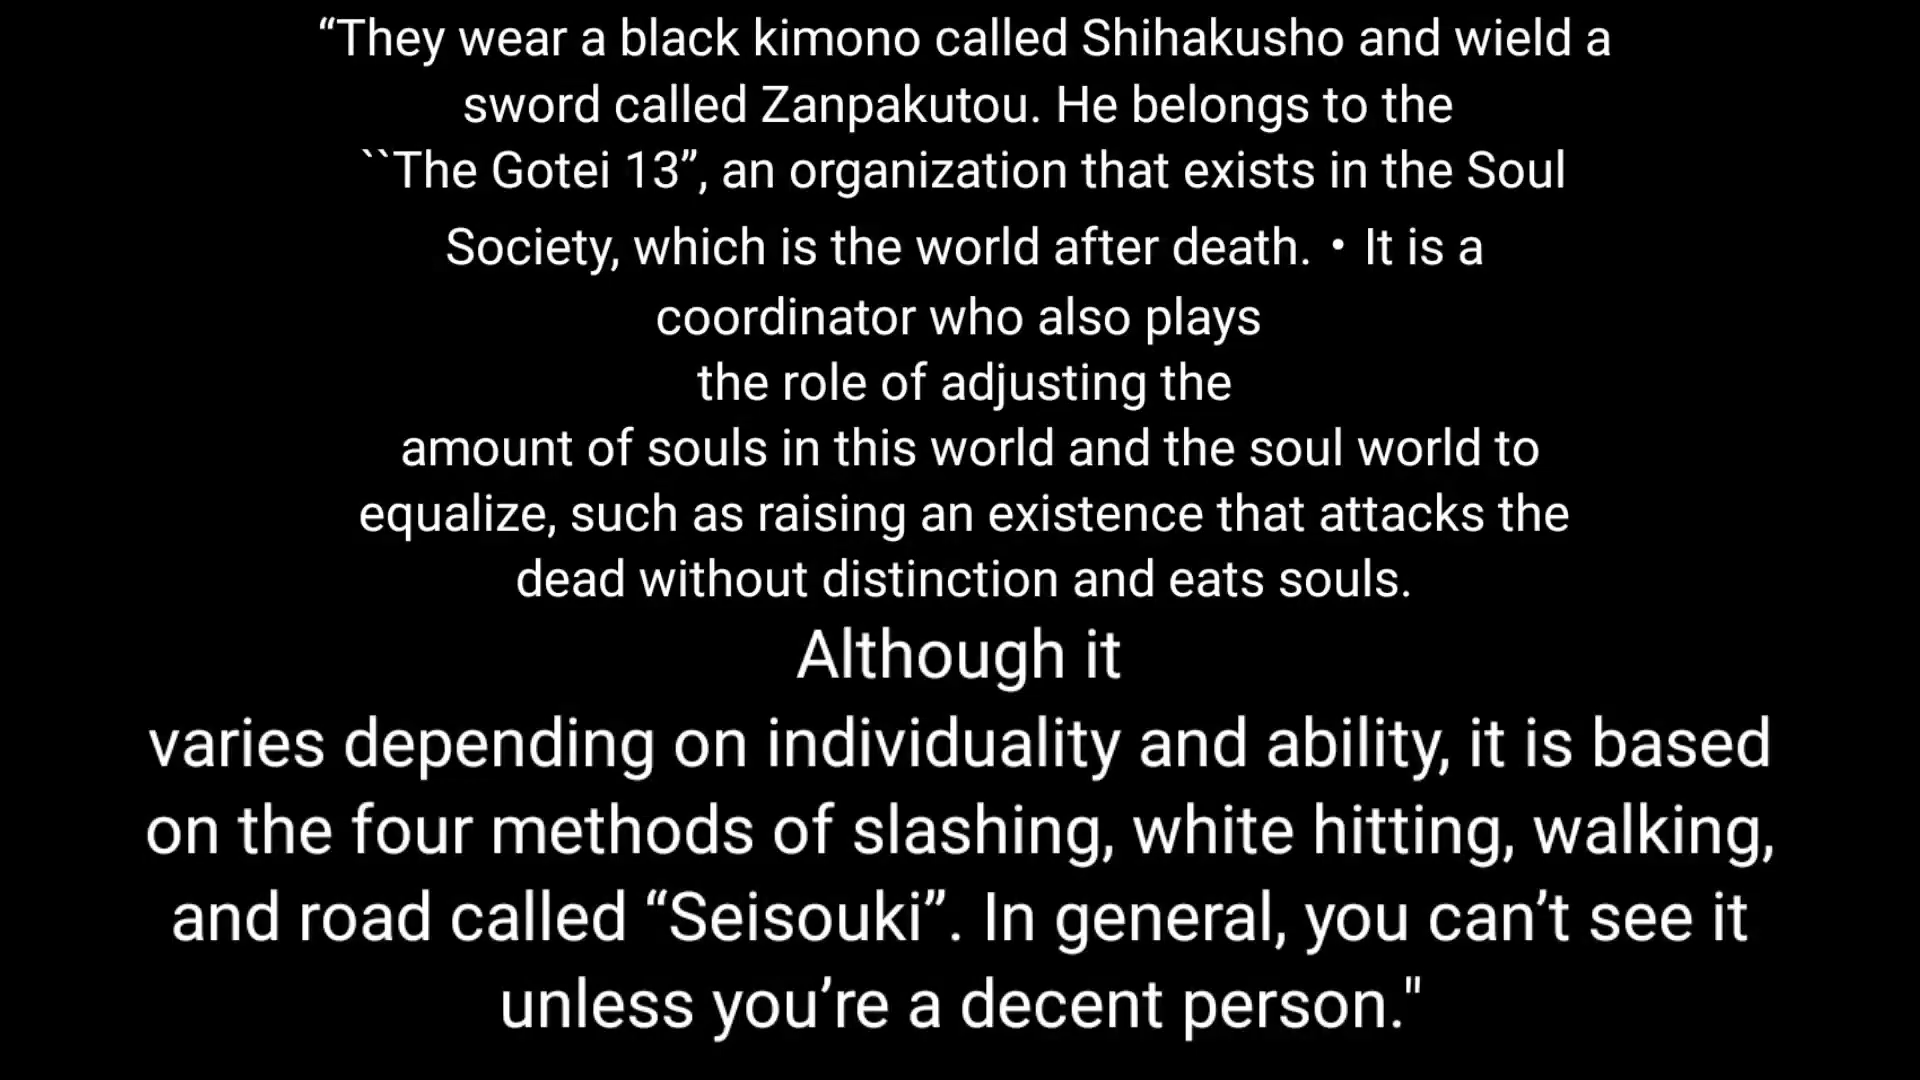 “They wear a black kimono called Shihakusho and wield a
sword called Zanpakutou. He belongs to the
``The Gotei 13”, an organization that exists in the Soul
Society, which is the world after death.・It is a
coordinator who also plays
the role of adjusting the
amount of souls in this world and the soul world to
equalize, such as raising an existence that attacks the
dead without distinction and eats souls.
Although it
varies depending on individuality and ability, it is based
on the four methods of slashing, white hitting, walking,
and road called “Seisouki”. In general, you can’t see it
unless you’re a decent person."